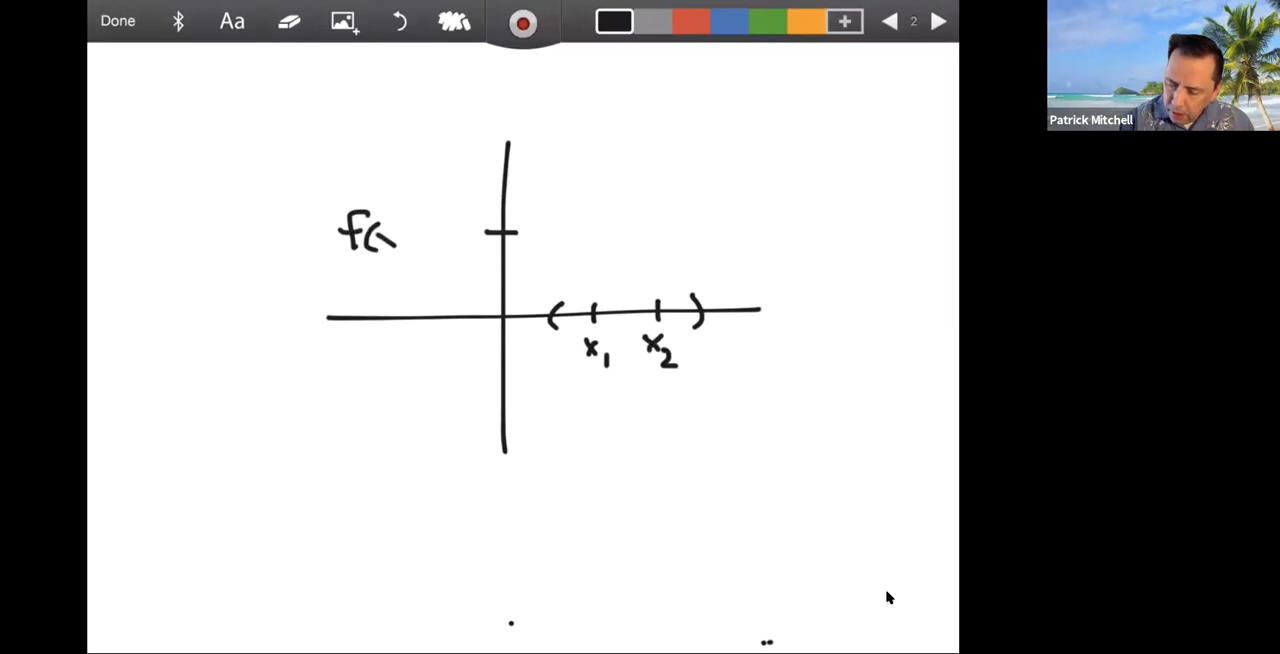 Done Aa 2
Patrick Mitchell
f(
x₁ x₂